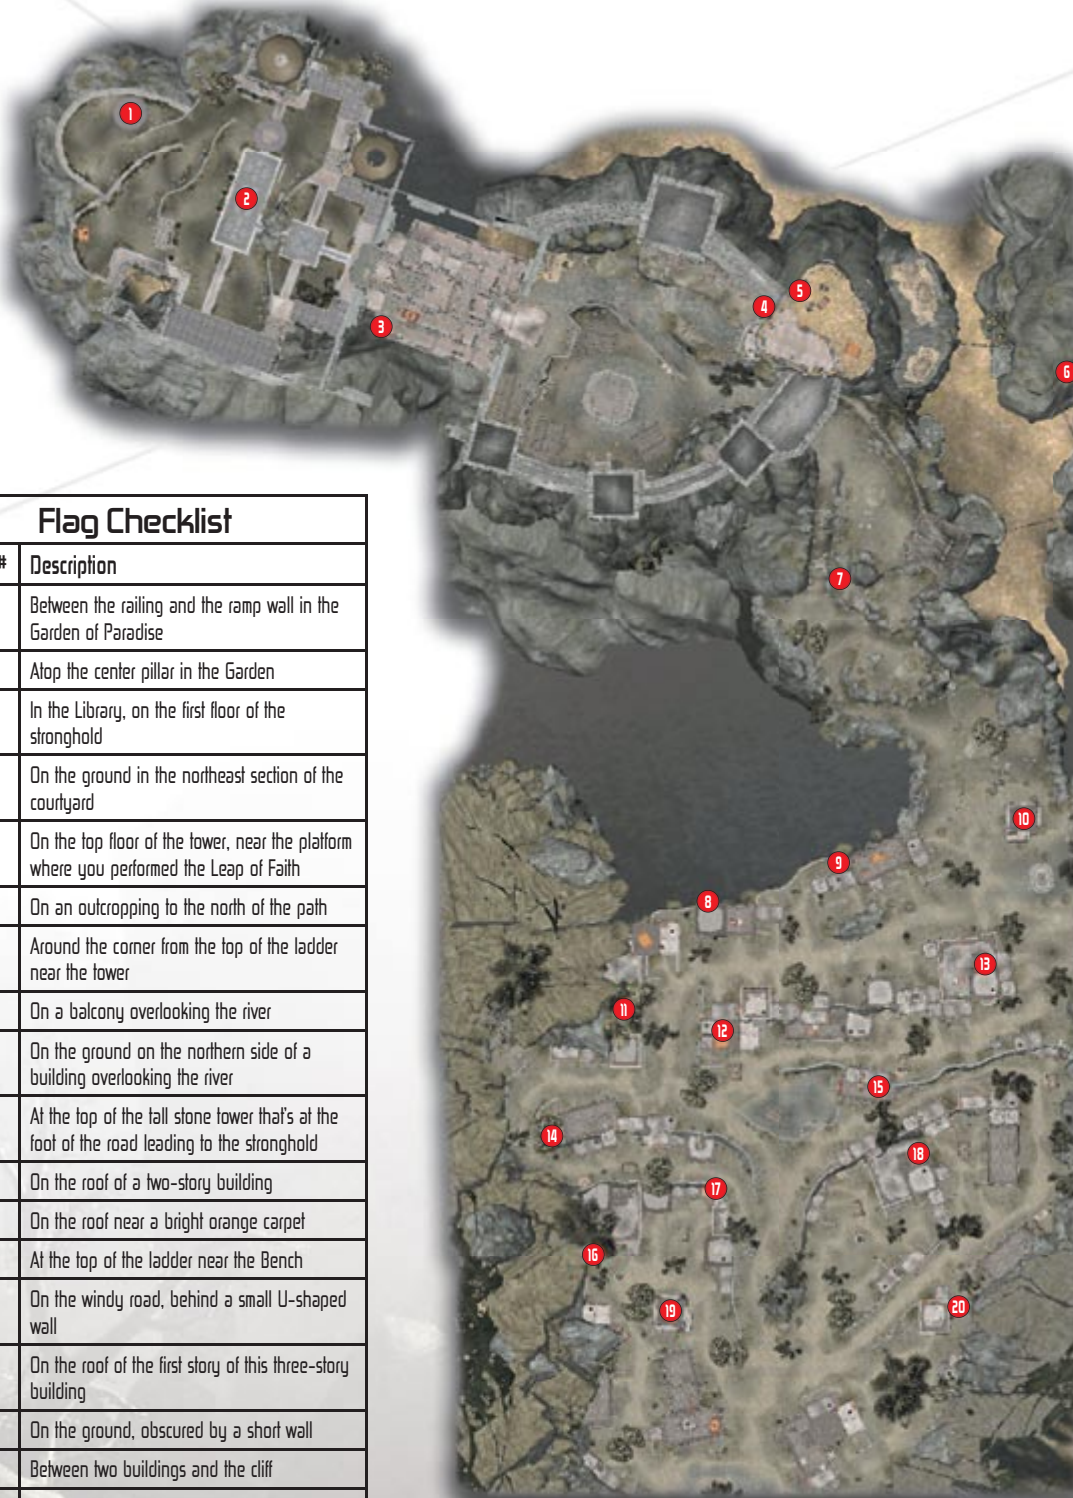 1
2
3
4
5
6
7
8
9
10
11
12
13
14
15
16
17
18
19
20
Flag Checklist
# Description
Between the railing and the ramp wall in the
Garden of Paradise
Atop the center pillar in the Garden
In the Library, on the first floor of the
stronghold
On the ground in the northeast section of the
courtyard
On the top floor of the tower, near the platform
where you performed the Leap of Faith
On an outcropping to the north of the path
Around the corner from the top of the ladder
near the tower
On a balcony overlooking the river
On the ground on the northern side of a
building overlooking the river
At the top of the tall stone tower that's at the
foot of the road leading to the stronghold
On the roof of a two-story building
On the roof near a bright orange carpet
At the top of the ladder near the Bench
On the windy road, behind a small U-shaped
wall
On the roof of the first story of this three-story
building
On the ground, obscured by a short wall
Between two buildings and the cliff